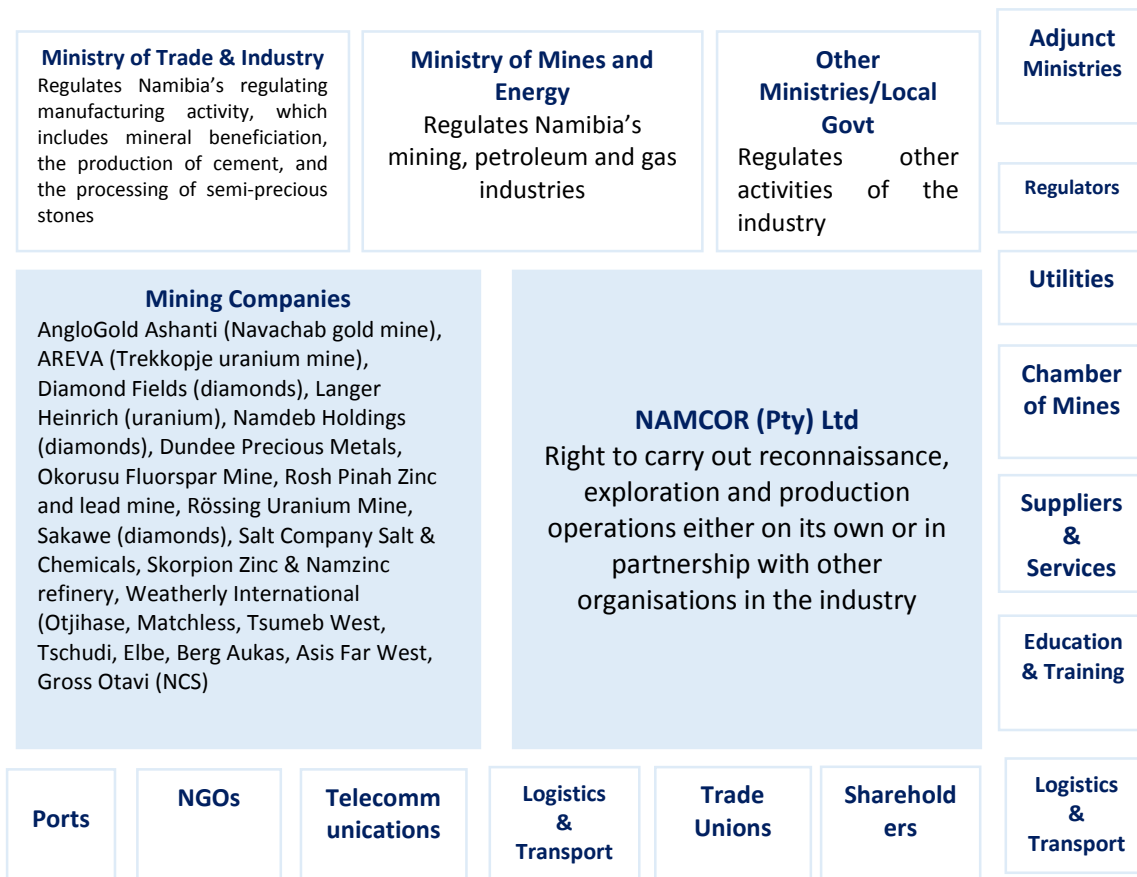 Ministry of Trade & Industry
Regulates Namibia's regulating
manufacturing activity, which
includes mineral beneficiation,
the production of cement, and
the processing of semi-precious
stones
Ministry of Mines and
Energy
Regulates Namibia's
mining, petroleum and gas
industries
Other
Ministries/Local
Govt
Regulates other
activities of the
industry
Adjunct
Ministries
Regulators
Utilities
Chamber
of Mines
Suppliers
&
Services
Education
& Training
Mining Companies
AngloGold Ashanti (Navachab gold mine),
AREVA (Trekkopje uranium mine),
Diamond Fields (diamonds), Langer
Heinrich (uranium), Namdeb Holdings
(diamonds), Dundee Precious Metals,
Okorusu Fluorspar Mine, Rosh Pinah Zinc
and lead mine, Rössing Uranium Mine,
Sakawe (diamonds), Salt Company Salt &
Chemicals, Skorpion Zinc & Namzinc
refinery, Weatherly International
(Otjihase, Matchless, Tsumeb West,
Tschudi, Elbe, Berg Aukas, Asis Far West,
Gross Otavi (NCS)
NAMCOR (Pty) Ltd
Right to carry out reconnaissance,
exploration and production
operations either on its own or in
partnership with other
organisations in the industry
Ports
NGOs
Telecomm
unications
Logistics
&
Transport
Trade
Unions
Sharehold
ers
Logistics
&
Transport